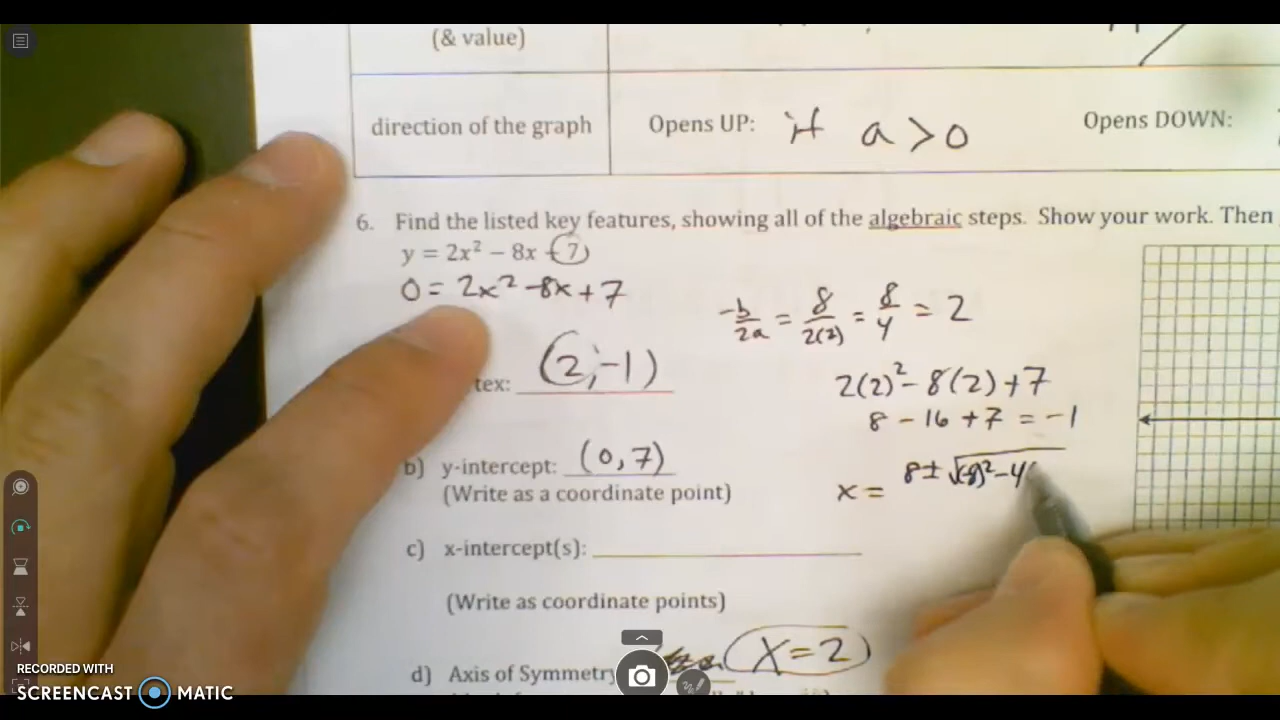 (& value)
direction of the graph Opens UP: if a > 0 Opens DOWN:
6. Find the listed key features, showing all of the algebraic steps. Show your work. Then
y = 2x² − 8x + 7
0 = 2x² - 8x + 7
-b/2a = 8/2(2) = 8/4 = 2
tex: (2, -1)
2(2)² - 8(2) + 7
8 - 16 + 7 = -1
b) y-intercept: (0, 7)
(Write as a coordinate point)
x = 8 ± √(-8)² - 4(
c) x-intercept(s):
(Write as coordinate points)
d) Axis of Symmetry X = 2
RECORDED WITH
SCREENCAST MATIC